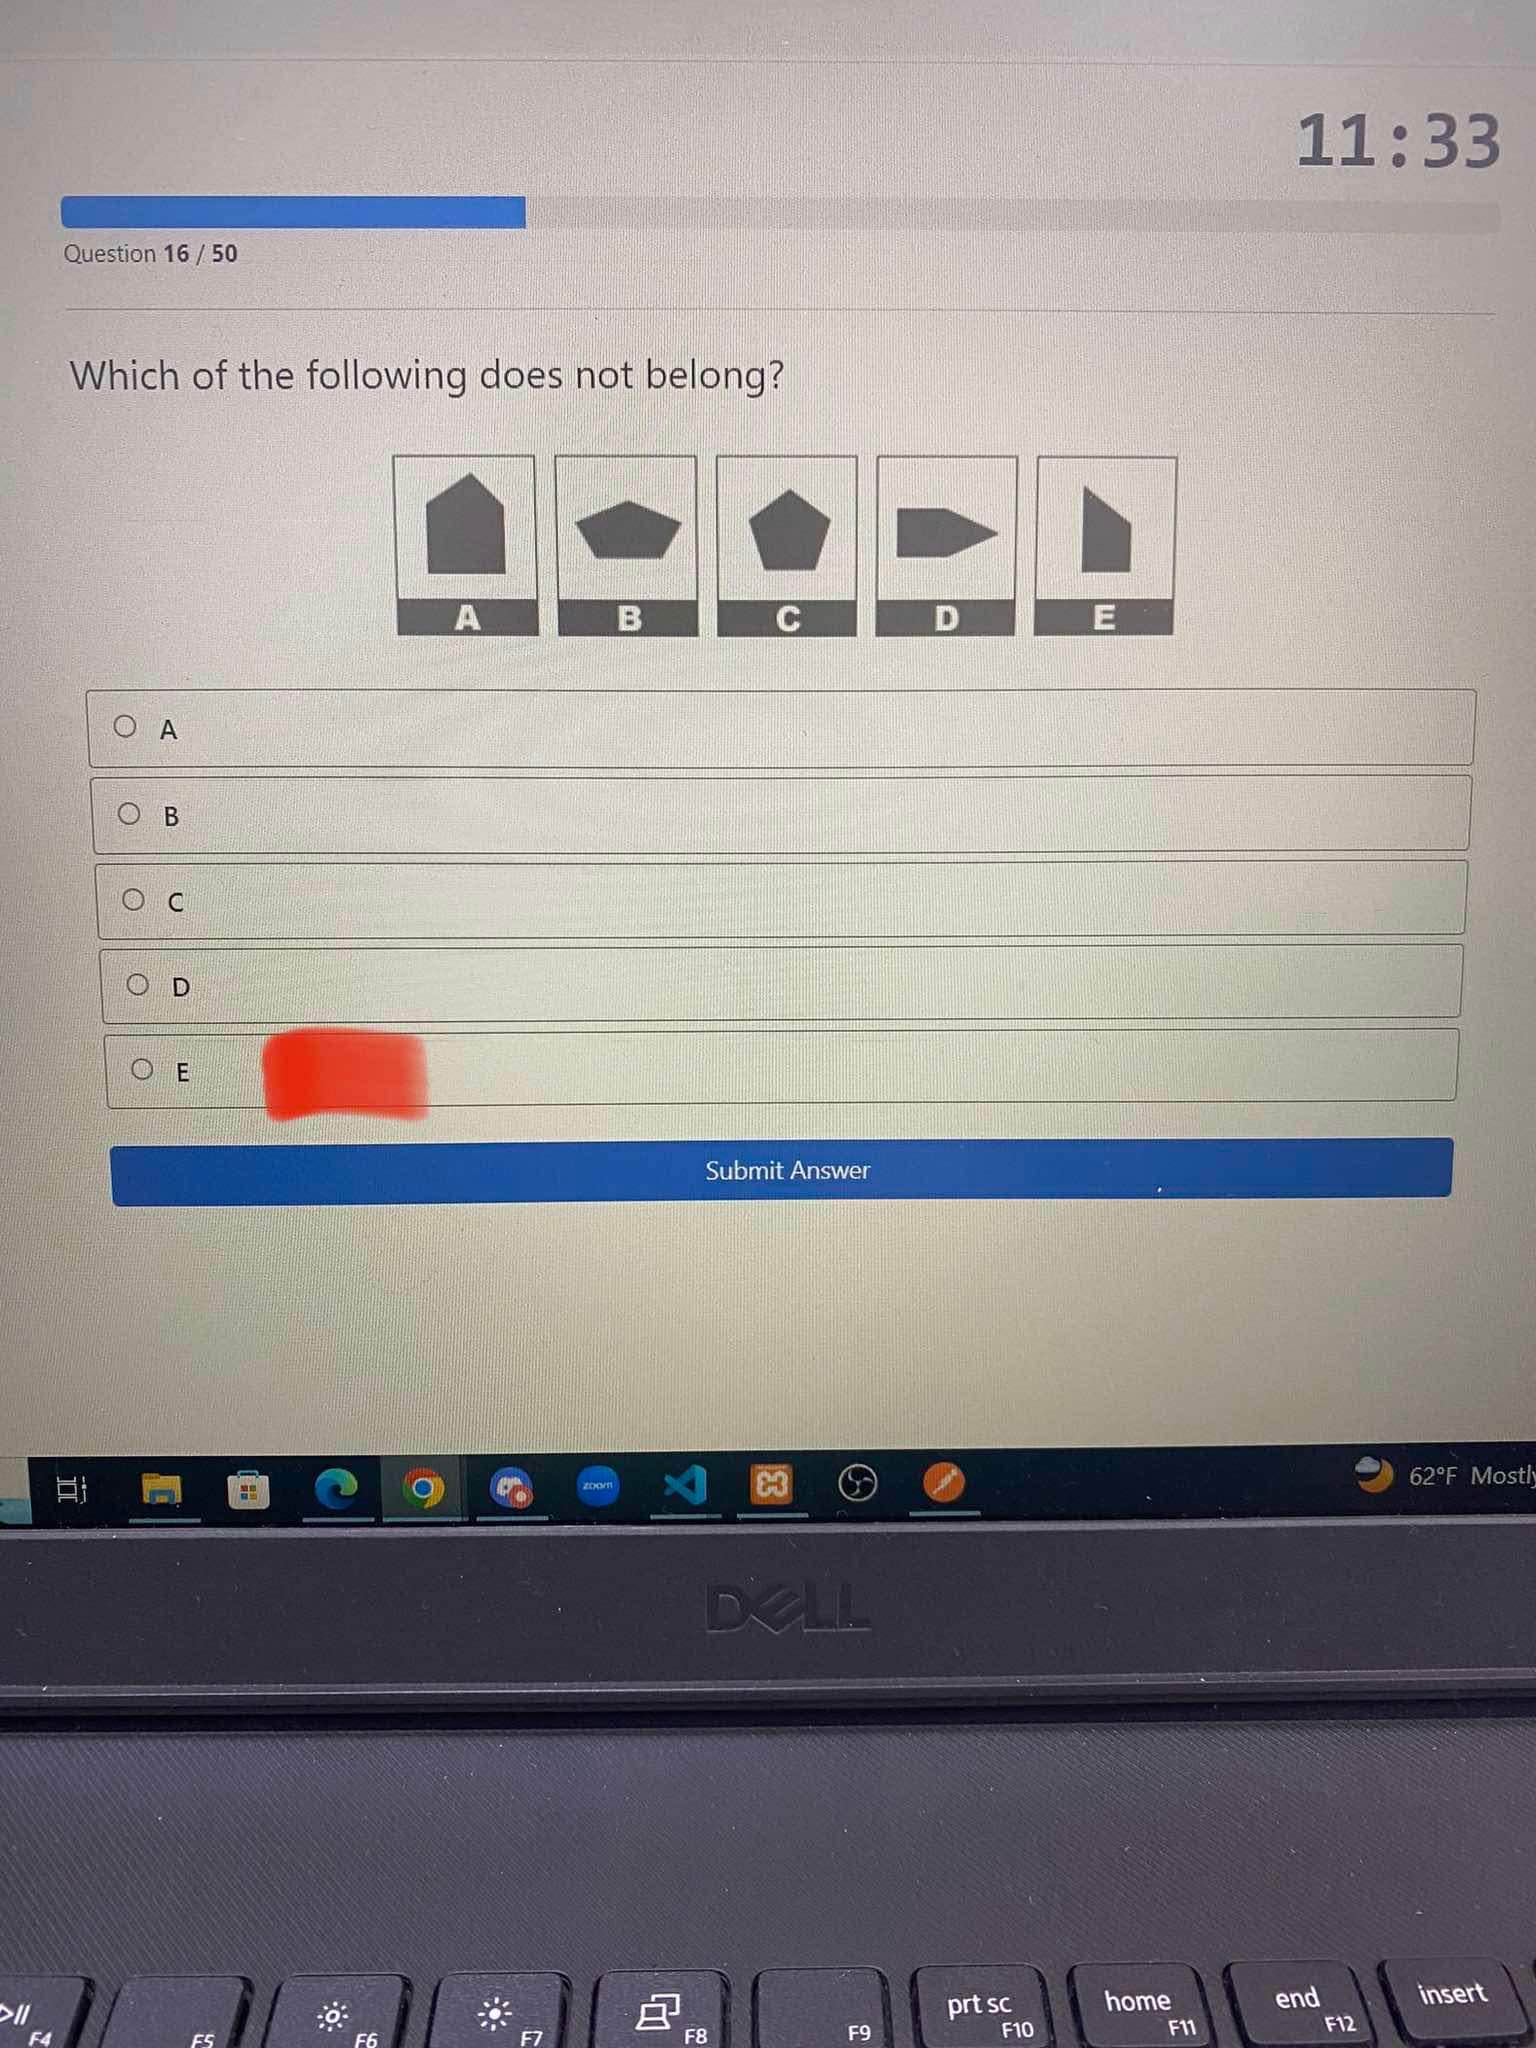 11:33
Question 16 / 50
Which of the following does not belong?
A B C D E
A
B
C
D
E
Submit Answer
zoom
62°F Mostly
DELL
F4 F5 F6 F7 F8 F9 prt sc F10 home F11 end F12 insert